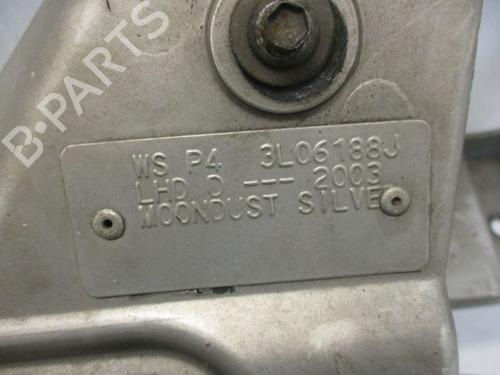 B-PARTS
WS P4 3L06188J
LHD D --- 2003
MOONDUST SILVE